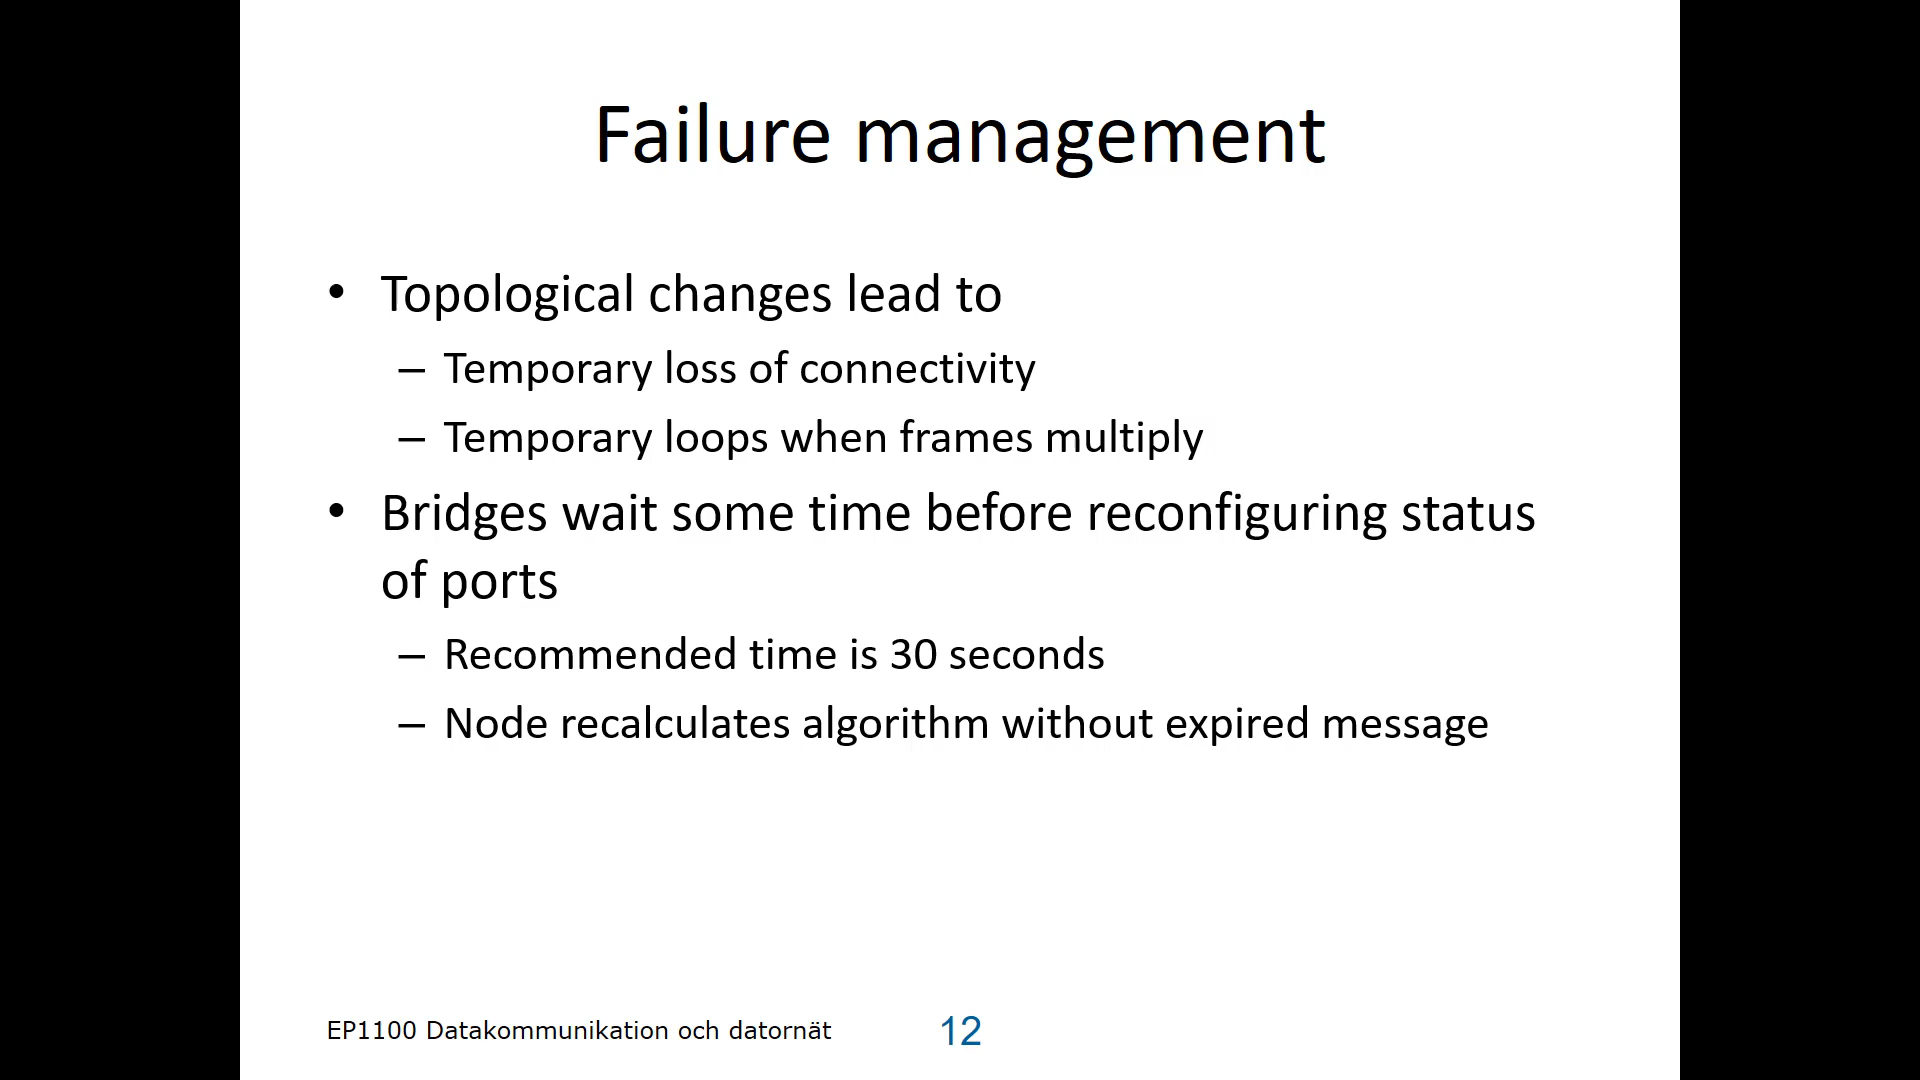 Failure management
• Topological changes lead to
– Temporary loss of connectivity
– Temporary loops when frames multiply
• Bridges wait some time before reconfiguring status
of ports
– Recommended time is 30 seconds
– Node recalculates algorithm without expired message
EP1100 Datakommunikation och datornät
12